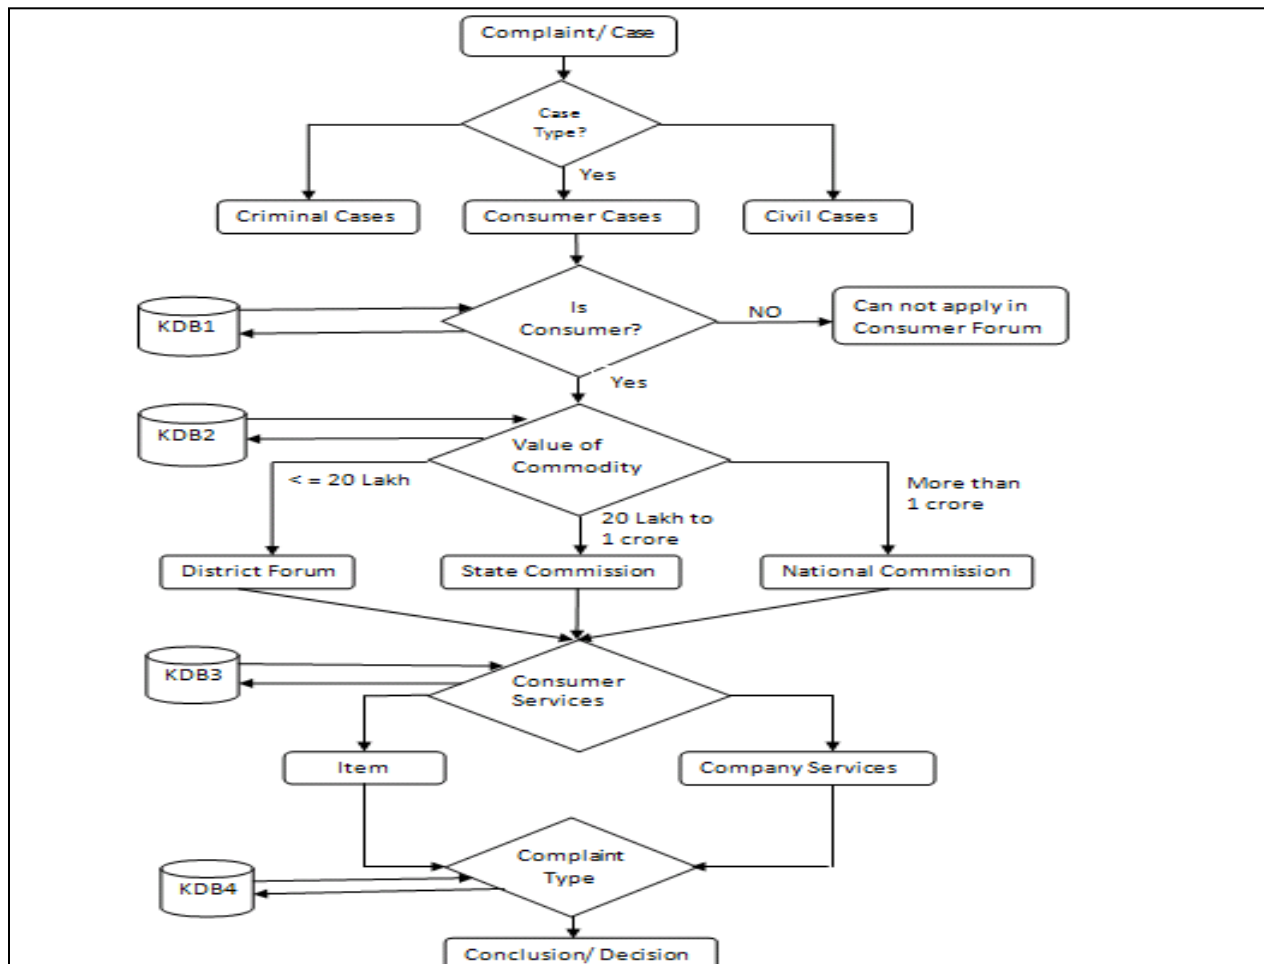 Complaint/ Case
Case
Type?
Yes
Criminal Cases
Consumer Cases
Civil Cases
KDB1
Is
Consumer?
NO
Can not apply in
Consumer Forum
Yes
KDB2
Value of
Commodity
< = 20 Lakh
20 Lakh to
1 crore
More than
1 crore
District Forum
State Commission
National Commission
KDB3
Consumer
Services
Item
Company Services
Complaint
Type
KDB4
Conclusion/ Decision